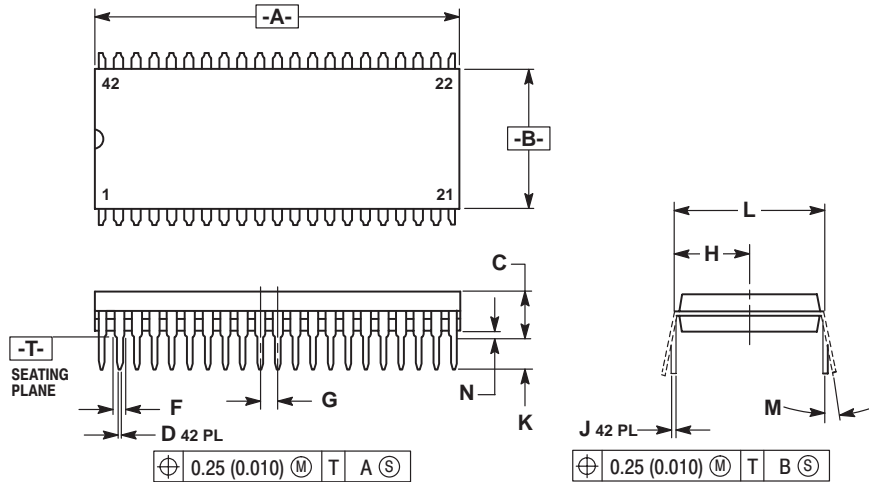 -A-
42 22
-B-
1 21
L
H
C
-T-
SEATING
PLANE
N
F
G
K
M
D 42 PL
J 42 PL
⌖ 0.25 (0.010) Ⓜ T A Ⓢ
⌖ 0.25 (0.010) Ⓜ T B Ⓢ